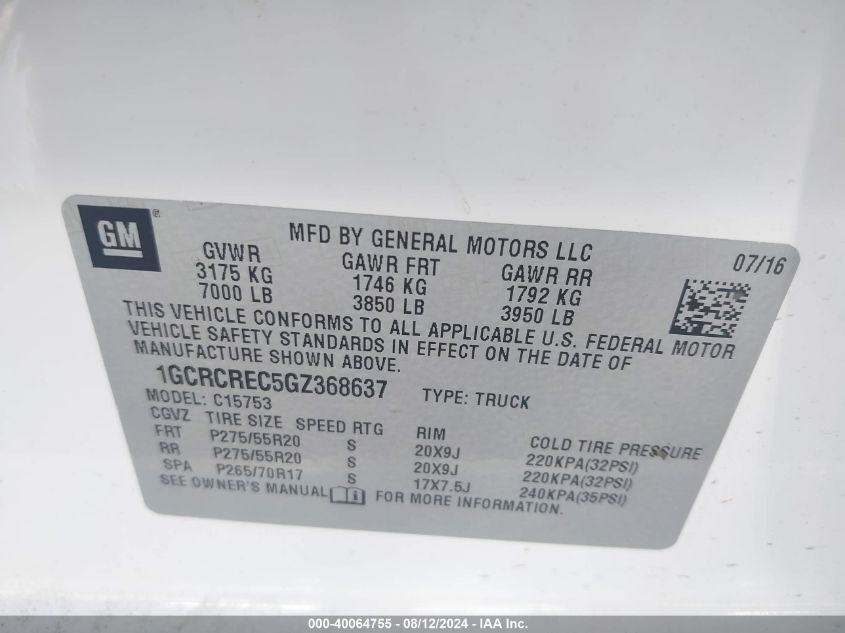 GM®
MFD BY GENERAL MOTORS LLC
07/16
GVWR GAWR FRT GAWR RR
3175 KG 1746 KG 1792 KG
7000 LB 3850 LB 3950 LB
THIS VEHICLE CONFORMS TO ALL APPLICABLE U.S. FEDERAL MOTOR
VEHICLE SAFETY STANDARDS IN EFFECT ON THE DATE OF
MANUFACTURE SHOWN ABOVE.
1GCRCREC5GZ368637 TYPE: TRUCK
MODEL: C15753
CGVZ TIRE SIZE SPEED RTG RIM COLD TIRE PRESSURE
FRT P275/55R20 S 20X9J 220KPA(32PSI)
RR P275/55R20 S 20X9J 220KPA(32PSI)
SPA P265/70R17 S 17X7.5J 240KPA(35PSI)
SEE OWNER'S MANUAL FOR MORE INFORMATION.
000-40064755 - 08/12/2024 - IAA Inc.